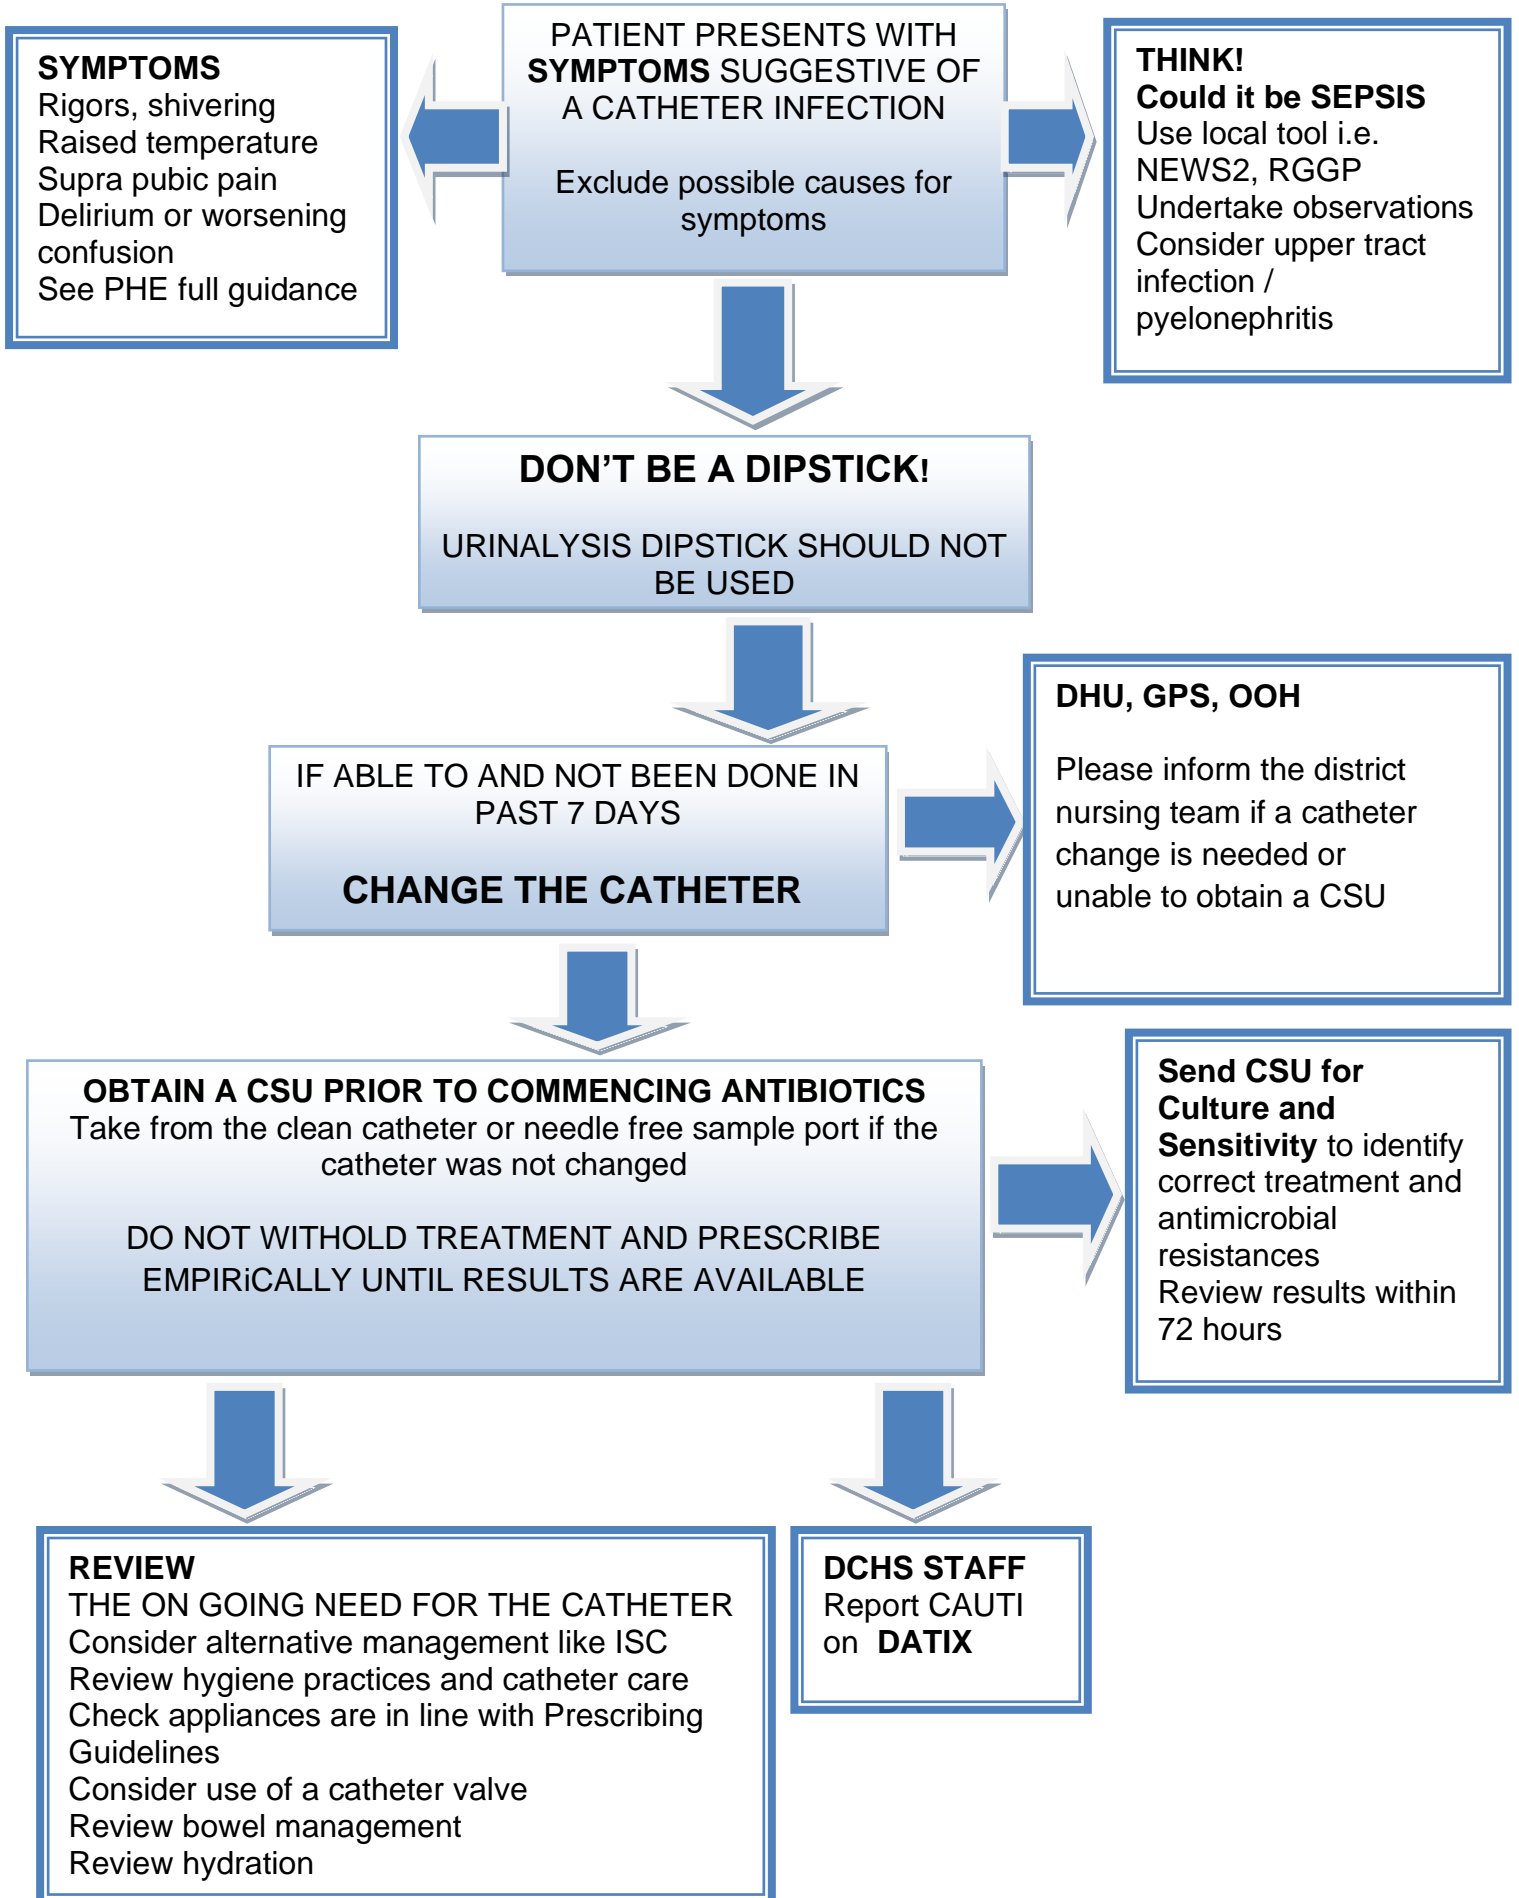 SYMPTOMS
Rigors, shivering
Raised temperature
Supra pubic pain
Delirium or worsening
confusion
See PHE full guidance
PATIENT PRESENTS WITH
SYMPTOMS SUGGESTIVE OF
A CATHETER INFECTION
Exclude possible causes for
symptoms
THINK!
Could it be SEPSIS
Use local tool i.e.
NEWS2, RGGP
Undertake observations
Consider upper tract
infection /
pyelonephritis
DON’T BE A DIPSTICK!
URINALYSIS DIPSTICK SHOULD NOT
BE USED
IF ABLE TO AND NOT BEEN DONE IN
PAST 7 DAYS
CHANGE THE CATHETER
DHU, GPS, OOH
Please inform the district
nursing team if a catheter
change is needed or
unable to obtain a CSU
OBTAIN A CSU PRIOR TO COMMENCING ANTIBIOTICS
Take from the clean catheter or needle free sample port if the
catheter was not changed
DO NOT WITHOLD TREATMENT AND PRESCRIBE
EMPIRiCALLY UNTIL RESULTS ARE AVAILABLE
Send CSU for
Culture and
Sensitivity to identify
correct treatment and
antimicrobial
resistances
Review results within
72 hours
REVIEW
THE ON GOING NEED FOR THE CATHETER
Consider alternative management like ISC
Review hygiene practices and catheter care
Check appliances are in line with Prescribing
Guidelines
Consider use of a catheter valve
Review bowel management
Review hydration
DCHS STAFF
Report CAUTI
on DATIX